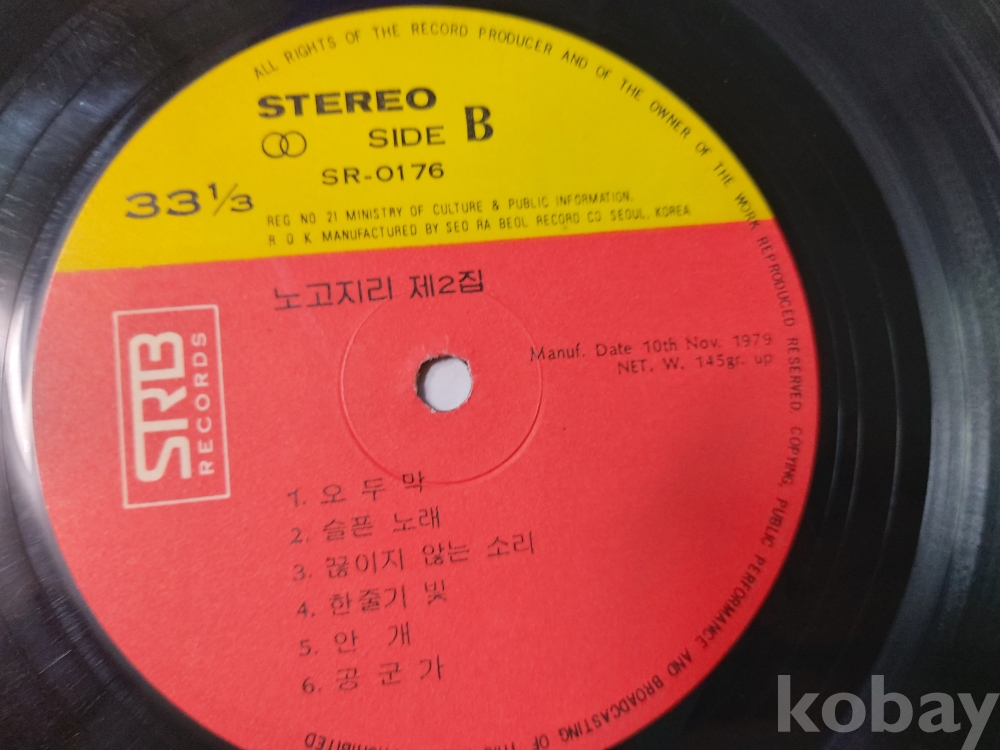 ALL RIGHTS OF THE RECORD PRODUCER AND OF THE OWNER OF THE WORK REPRODUCED RESERVED. COPYING, PUBLIC PERFORMANCE AND BROADCASTING OF THIS
STEREO
SIDE B
SR-0176
33 1/3
REG NO 21 MINISTRY OF CULTURE & PUBLIC INFORMATION.
R O K MANUFACTURED BY SEO RA BEOL RECORD CO SEOUL, KOREA
노고지리 제2집
Manuf. Date 10th Nov. 1979
NET. W. 145gr. up
SRB
RECORDS
1. 오 두 막
2. 슬픈 노래
3. 끊이지 않는 소리
4. 한줄기 빛
5. 안 개
6. 공 군 가
kobay